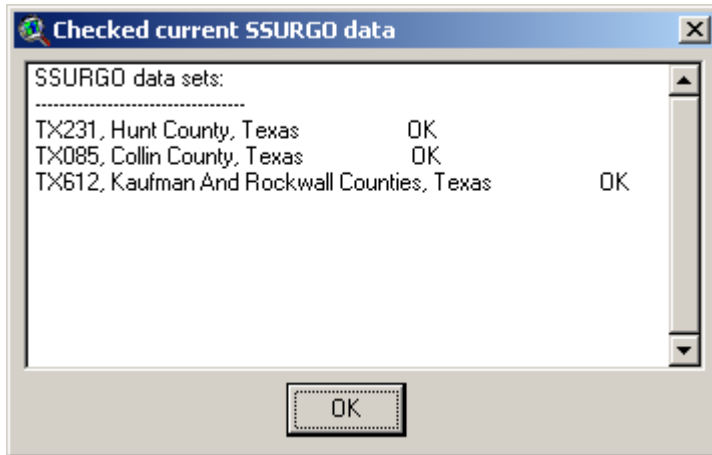 Checked current SSURGO data
SSURGO data sets:
-----------------------------------
TX231, Hunt County, Texas OK
TX085, Collin County, Texas OK
TX612, Kaufman And Rockwall Counties, Texas OK
OK